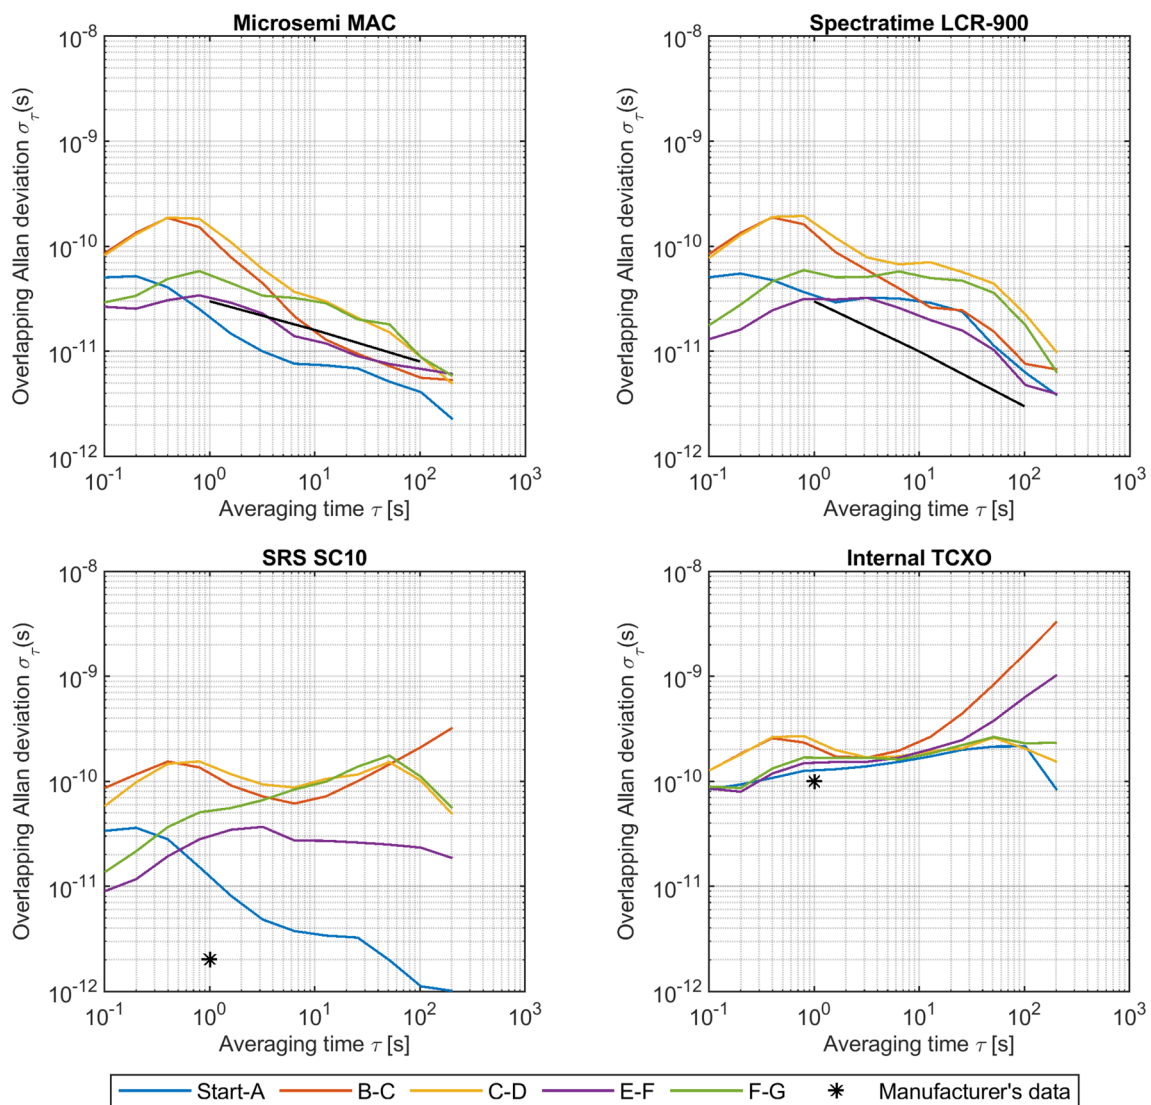 Microsemi MAC
Overlapping Allan deviation σ_τ(s)
10^-8
10^-9
10^-10
10^-11
10^-12
10^-1 10^0 10^1 10^2 10^3
Averaging time τ [s]
Spectratime LCR-900
Overlapping Allan deviation σ_τ(s)
10^-8
10^-9
10^-10
10^-11
10^-12
10^-1 10^0 10^1 10^2 10^3
Averaging time τ [s]
SRS SC10
Overlapping Allan deviation σ_τ(s)
10^-8
10^-9
10^-10
10^-11
10^-12
10^-1 10^0 10^1 10^2 10^3
Averaging time τ [s]
Internal TCXO
Overlapping Allan deviation σ_τ(s)
10^-8
10^-9
10^-10
10^-11
10^-12
10^-1 10^0 10^1 10^2 10^3
Averaging time τ [s]
Start-A B-C C-D E-F F-G Manufacturer's data